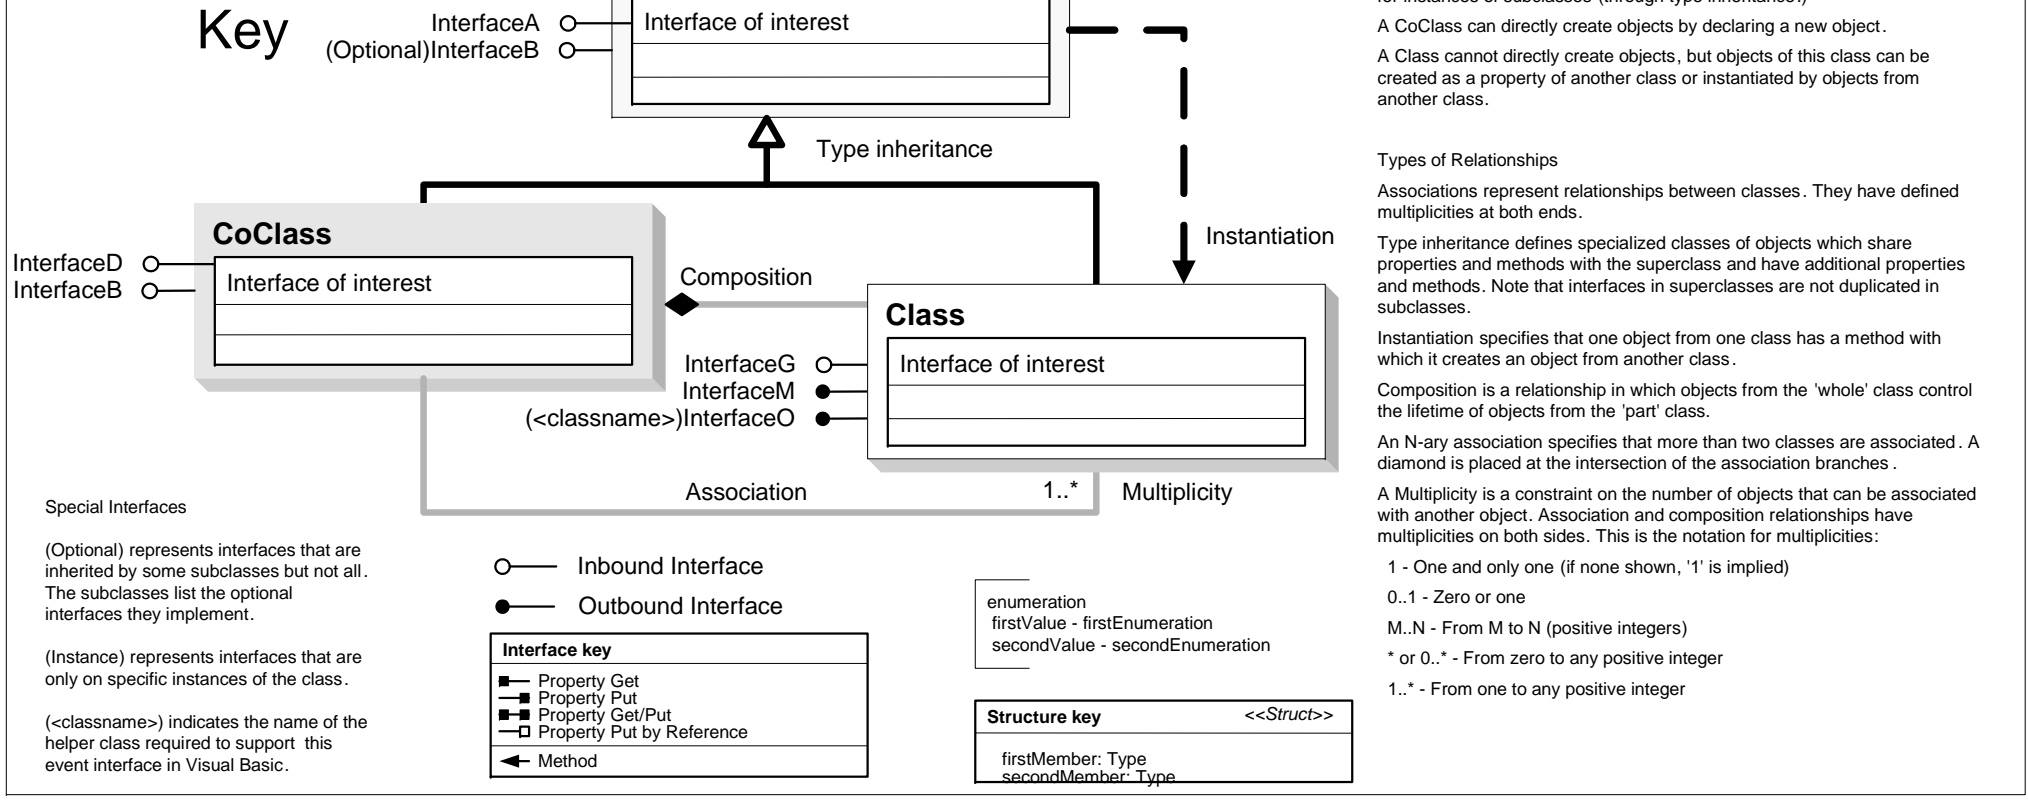 Key
InterfaceA
(Optional)InterfaceB
Interface of interest
Type inheritance
CoClass
Interface of interest
InterfaceD
InterfaceB
Composition
Instantiation
Class
Interface of interest
InterfaceG
InterfaceM
(<classname>)InterfaceO
Association
1..*
Multiplicity
Special Interfaces
(Optional) represents interfaces that are
inherited by some subclasses but not all.
The subclasses list the optional
interfaces they implement.
(Instance) represents interfaces that are
only on specific instances of the class.
(<classname>) indicates the name of the
helper class required to support this
event interface in Visual Basic.
Inbound Interface
Outbound Interface
Interface key
Property Get
Property Put
Property Get/Put
Property Put by Reference
Method
enumeration
firstValue - firstEnumeration
secondValue - secondEnumeration
Structure key <<Struct>>
firstMember: Type
secondMember: Type
for instances of subclasses (through type inheritance.)
A CoClass can directly create objects by declaring a new object.
A Class cannot directly create objects, but objects of this class can be
created as a property of another class or instantiated by objects from
another class.
Types of Relationships
Associations represent relationships between classes. They have defined
multiplicities at both ends.
Type inheritance defines specialized classes of objects which share
properties and methods with the superclass and have additional properties
and methods. Note that interfaces in superclasses are not duplicated in
subclasses.
Instantiation specifies that one object from one class has a method with
which it creates an object from another class.
Composition is a relationship in which objects from the 'whole' class control
the lifetime of objects from the 'part' class.
An N-ary association specifies that more than two classes are associated. A
diamond is placed at the intersection of the association branches.
A Multiplicity is a constraint on the number of objects that can be associated
with another object. Association and composition relationships have
multiplicities on both sides. This is the notation for multiplicities:
1 - One and only one (if none shown, '1' is implied)
0..1 - Zero or one
M..N - From M to N (positive integers)
* or 0..* - From zero to any positive integer
1..* - From one to any positive integer